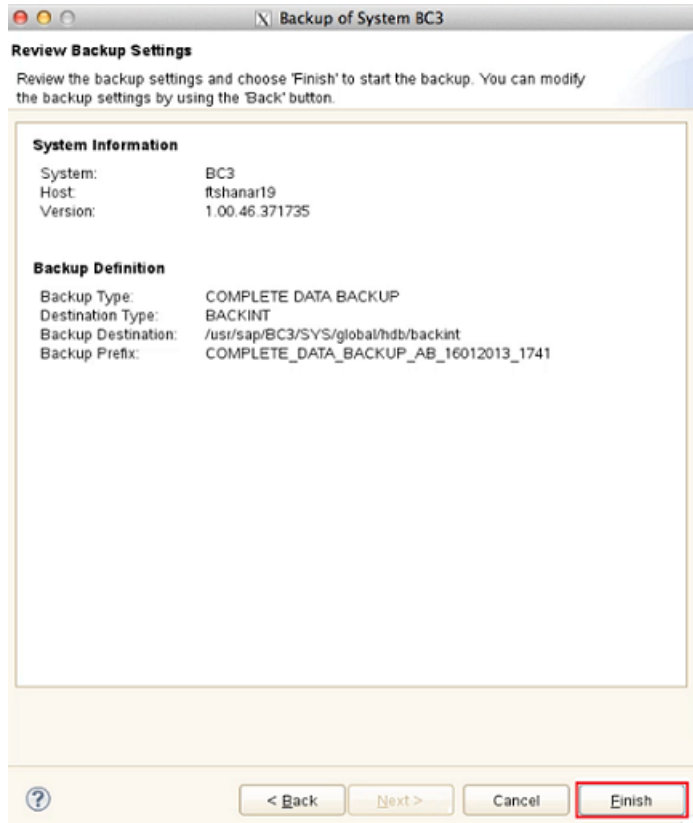 Backup of System BC3
Review Backup Settings
Review the backup settings and choose 'Finish' to start the backup. You can modify
the backup settings by using the 'Back' button.
System Information
System: BC3
Host: ftshanar19
Version: 1.00.46.371735
Backup Definition
Backup Type: COMPLETE DATA BACKUP
Destination Type: BACKINT
Backup Destination: /usr/sap/BC3/SYS/global/hdb/backint
Backup Prefix: COMPLETE_DATA_BACKUP_AB_16012013_1741
? < Back Next > Cancel Finish